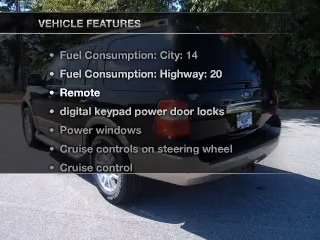 VEHICLE FEATURES
Fuel Consumption: City: 14
Fuel Consumption: Highway: 20
Remote
digital keypad power door locks
Power windows
Cruise controls on steering wheel
Cruise control